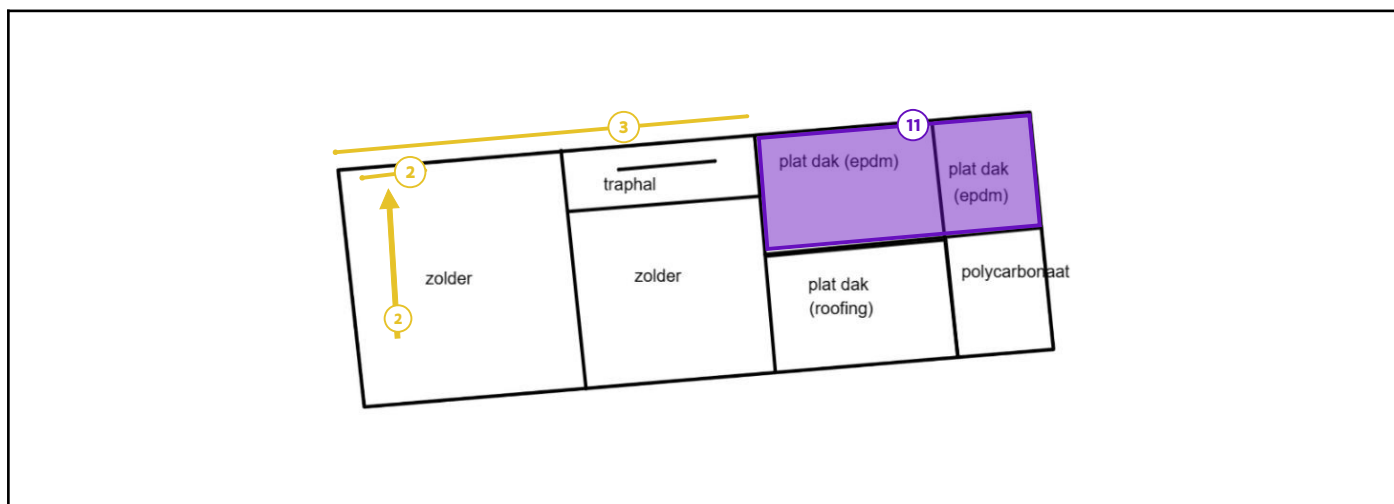 3
11
2
plat dak (epdm)
plat dak
(epdm)
traphal
zolder
zolder
polycarbonaat
plat dak
(roofing)
2